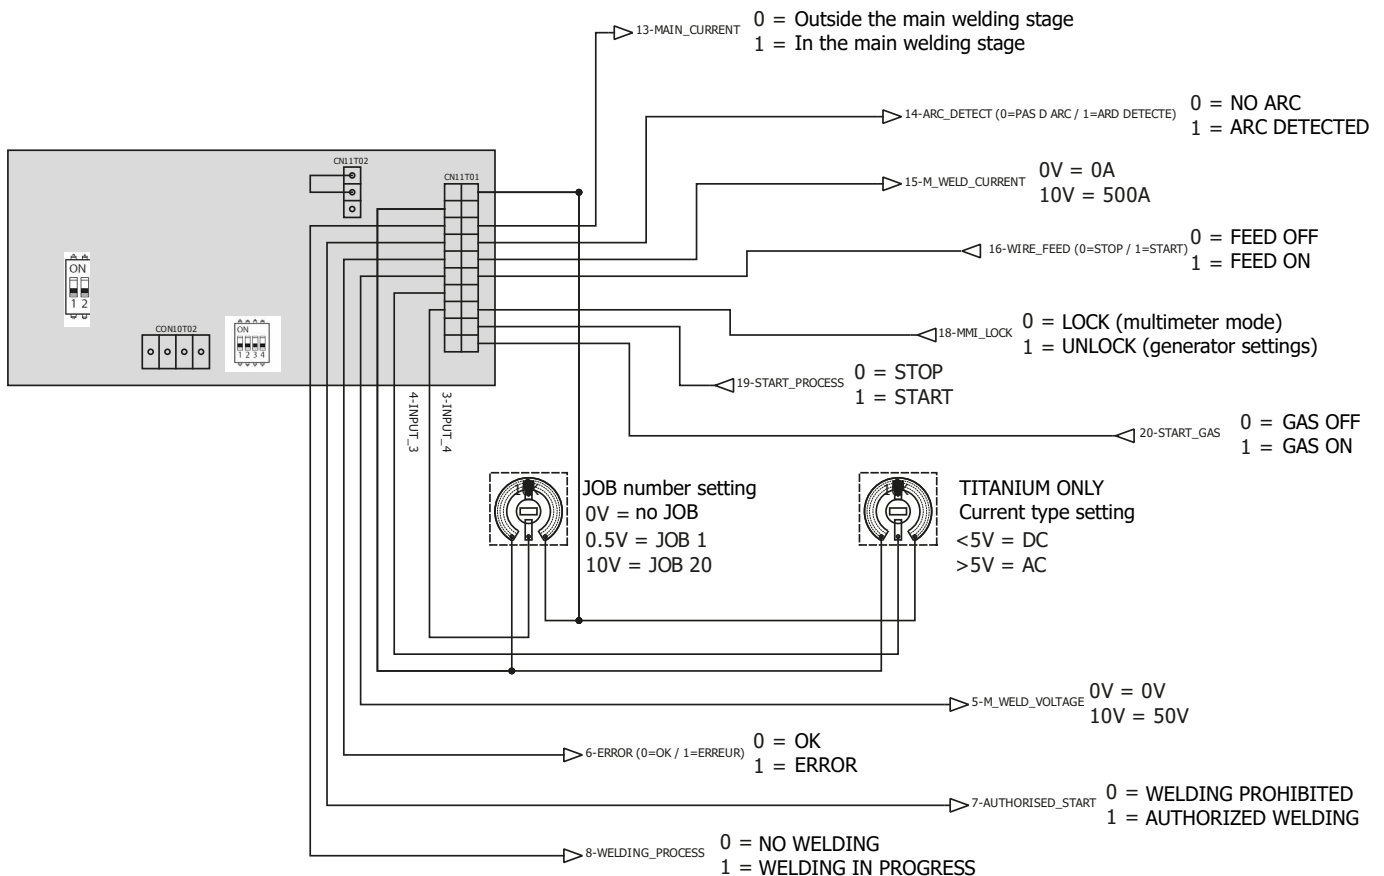 13-MAIN_CURRENT
0 = Outside the main welding stage
1 = In the main welding stage
14-ARC_DETECT (0=PAS D ARC / 1=ARD DETECTE)
0 = NO ARC
1 = ARC DETECTED
CN11T02
CN11T01
15-M_WELD_CURRENT
0V = 0A
10V = 500A
16-WIRE_FEED (0=STOP / 1=START)
0 = FEED OFF
1 = FEED ON
ON
1 2
CON10T02
ON
1 2 3 4
18-MMI_LOCK
0 = LOCK (multimeter mode)
1 = UNLOCK (generator settings)
19-START_PROCESS
0 = STOP
1 = START
4-INPUT_3
3-INPUT_4
20-START_GAS
0 = GAS OFF
1 = GAS ON
1
JOB number setting
0V = no JOB
0.5V = JOB 1
10V = JOB 20
1
TITANIUM ONLY
Current type setting
<5V = DC
>5V = AC
5-M_WELD_VOLTAGE
0V = 0V
10V = 50V
6-ERROR (0=OK / 1=ERREUR)
0 = OK
1 = ERROR
7-AUTHORISED_START
0 = WELDING PROHIBITED
1 = AUTHORIZED WELDING
8-WELDING_PROCESS
0 = NO WELDING
1 = WELDING IN PROGRESS